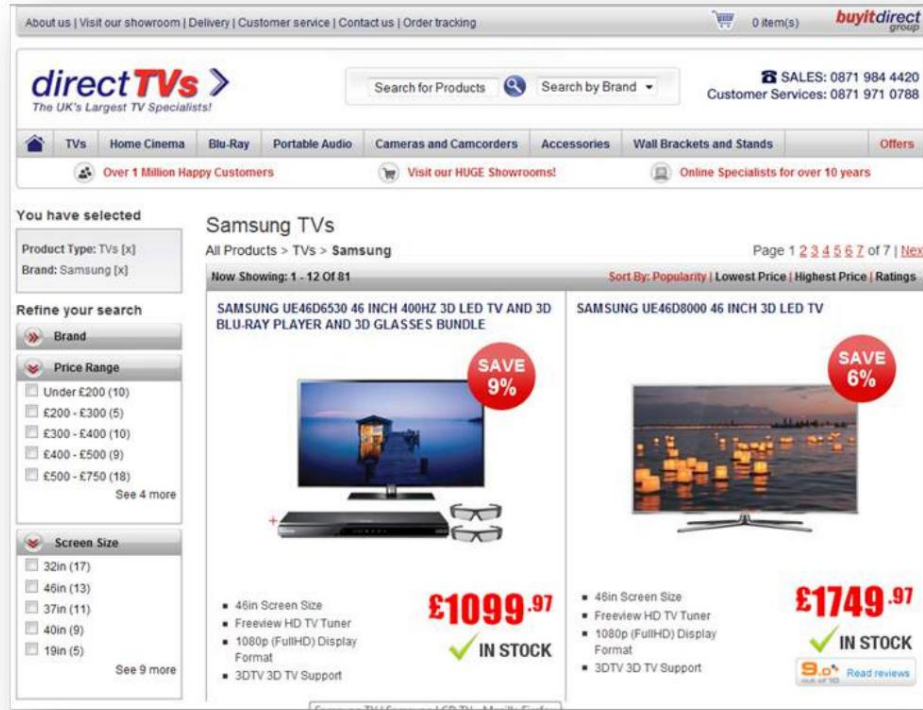 About us | Visit our showroom | Delivery | Customer service | Contact us | Order tracking
0 item(s)
buyitdirect
group
directTVs
The UK's Largest TV Specialists!
Search for Products
Search by Brand
SALES: 0871 984 4420
Customer Services: 0871 971 0788
TVs Home Cinema Blu-Ray Portable Audio Cameras and Camcorders Accessories Wall Brackets and Stands Offers
Over 1 Million Happy Customers
Visit our HUGE Showrooms!
Online Specialists for over 10 years
You have selected
Product Type: TVs [x]
Brand: Samsung [x]
Refine your search
Brand
Price Range
Under £200 (10)
£200 - £300 (5)
£300 - £400 (10)
£400 - £500 (9)
£500 - £750 (18)
See 4 more
Screen Size
32in (17)
46in (13)
37in (11)
40in (9)
19in (5)
See 9 more
Samsung TVs
All Products > TVs > Samsung
Page 1 2 3 4 5 6 7 of 7 | Nex
Now Showing: 1 - 12 Of 81
Sort By: Popularity | Lowest Price | Highest Price | Ratings
SAMSUNG UE46D6530 46 INCH 400HZ 3D LED TV AND 3D
BLU-RAY PLAYER AND 3D GLASSES BUNDLE
SAVE
9%
46in Screen Size
Freeview HD TV Tuner
1080p (FullHD) Display
Format
3DTV 3D TV Support
£1099.97
IN STOCK
SAMSUNG UE46D8000 46 INCH 3D LED TV
SAVE
6%
46in Screen Size
Freeview HD TV Tuner
1080p (FullHD) Display
Format
3DTV 3D TV Support
£1749.97
IN STOCK
9.0
out of 10
Read reviews